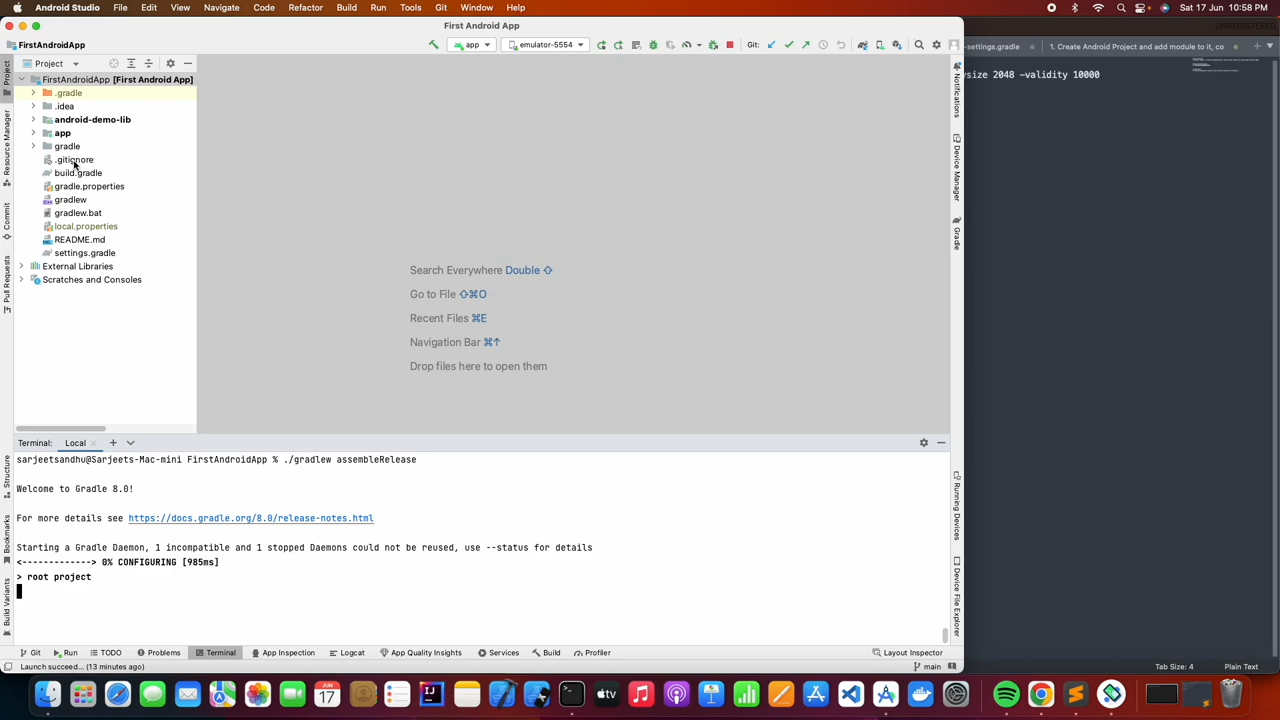 Android Studio File Edit View Navigate Code Refactor Build Run Tools Git Window Help
Sat 17 Jun 10:58 PM
First Android App
UNREGISTERED
FirstAndroidApp
app
emulator-5554
Git:
-settings.gradle
1. Create Android Project and add module to it, co
Project
FirstAndroidApp [First Android App]
.gradle
.idea
android-demo-lib
app
gradle
.gitignore
build.gradle
gradle.properties
gradlew
gradlew.bat
local.properties
README.md
settings.gradle
External Libraries
Scratches and Consoles
Project
Resource Manager
Commit
Pull Requests
Structure
Bookmarks
Build Variants
Search Everywhere Double ⇧
Go to File ⇧⌘O
Recent Files ⌘E
Navigation Bar ⌘↑
Drop files here to open them
Notifications
Device Manager
Gradle
Running Devices
Device File Explorer
ysize 2048 -validity 10000
Terminal: Local
sarjeetsandhu@Sarjeets-Mac-mini FirstAndroidApp % ./gradlew assembleRelease
Welcome to Gradle 8.0!
For more details see https://docs.gradle.org/8.0/release-notes.html
Starting a Gradle Daemon, 1 incompatible and 1 stopped Daemons could not be reused, use --status for details
<-------------> 0% CONFIGURING [985ms]
> root project
Git Run TODO Problems Terminal App Inspection Logcat App Quality Insights Services Build Profiler Layout Inspector
Launch succeed... (13 minutes ago)
main
Tab Size: 4
Plain Text
JUN
17
tv